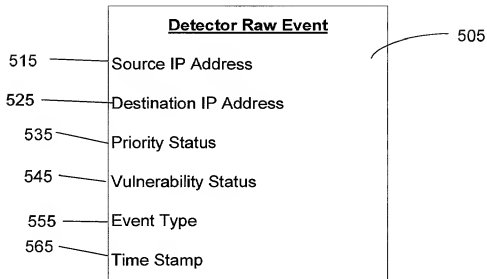 Detector Raw Event
505
515 Source IP Address
525 Destination IP Address
535 Priority Status
545 Vulnerability Status
555 Event Type
565 Time Stamp